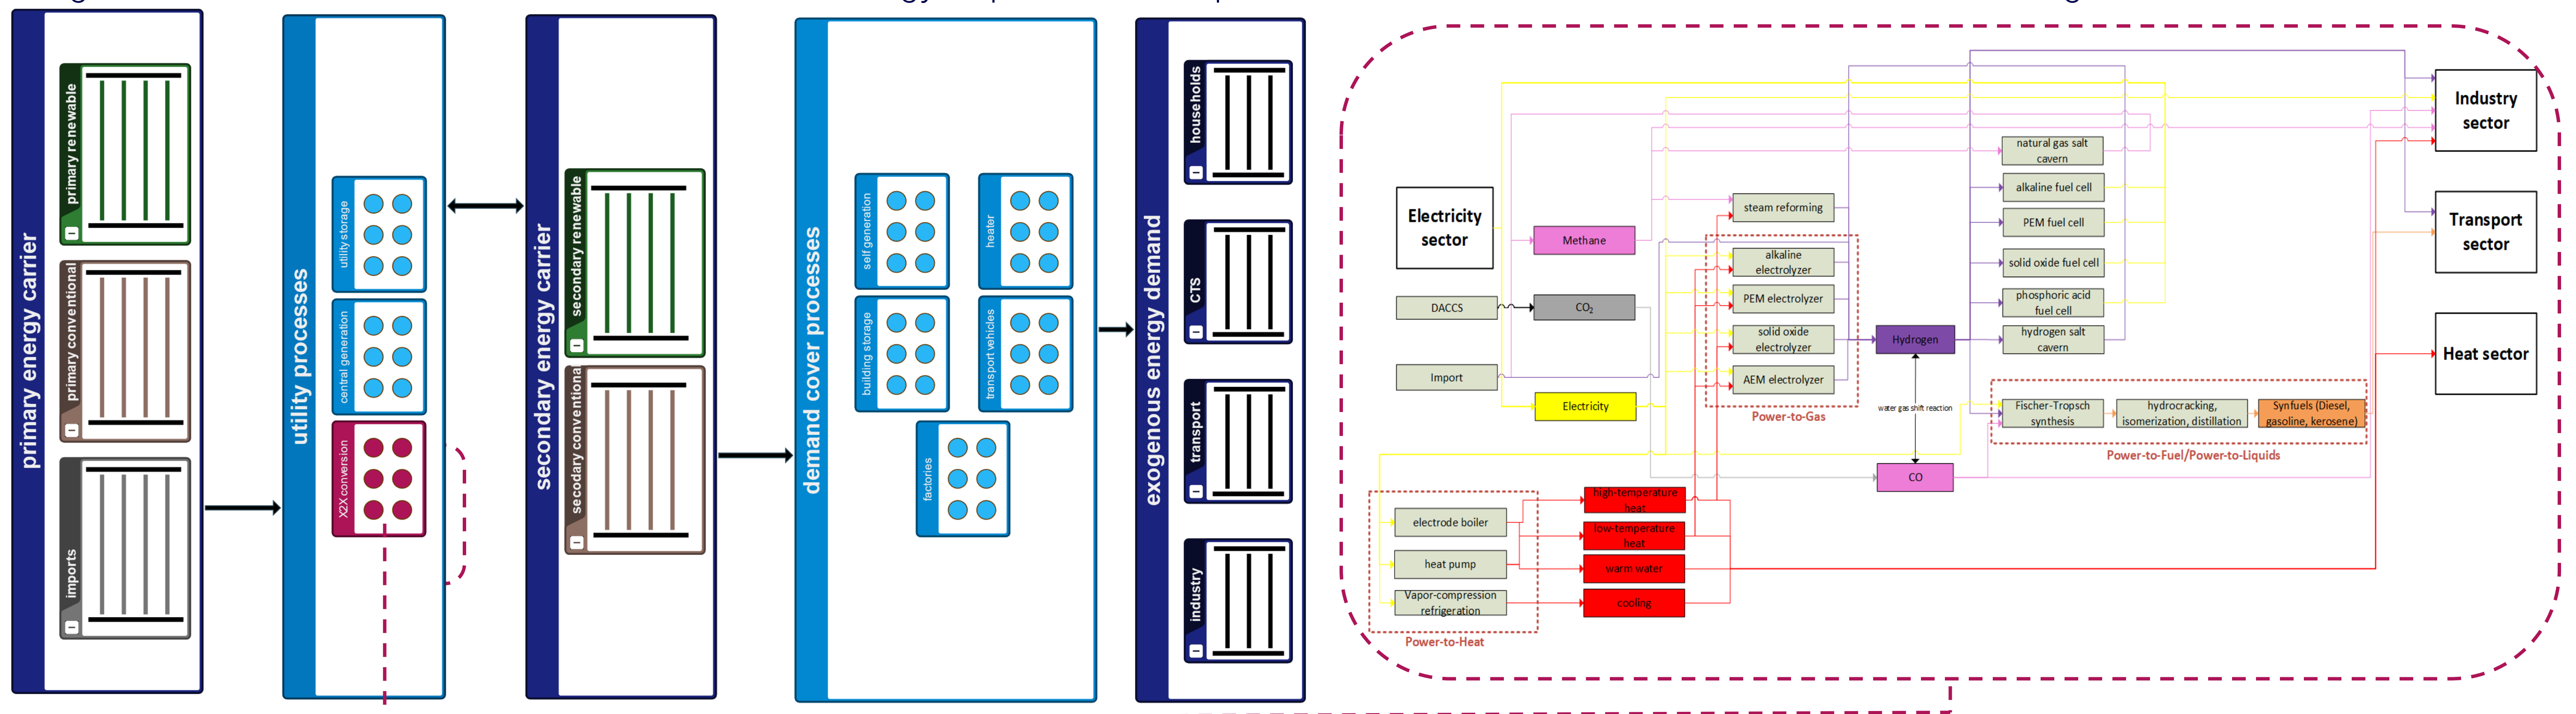 primary energy carrier
primary renewable
primary conventional
imports
utility processes
utility storage
central generation
X2X conversion
secondary energy carrier
secondary renewable
secodary conventional
demand cover processes
self generation
heater
building storage
transport vehicles
factories
exogenous energy demand
households
CTS
transport
industry
Electricity
sector
DACCS
Import
Methane
CO2
Electricity
steam reforming
alkaline
electrolyzer
PEM electrolyzer
solid oxide
electrolyzer
AEM electrolyzer
Power-to-Gas
Hydrogen
water gas shift reaction
CO
natural gas salt
cavern
alkaline fuel cell
PEM fuel cell
solid oxide fuel cell
phosphoric acid
fuel cell
hydrogen salt
cavern
Fischer-Tropsch
synthesis
hydrocracking,
isomerization, distillation
Synfuels (Diesel,
gasoline, kerosene)
Power-to-Fuel/Power-to-Liquids
Industry
sector
Transport
sector
Heat sector
electrode boiler
heat pump
Vapor-compression
refrigeration
Power-to-Heat
high-temperature
heat
low-temperature
heat
warm water
cooling